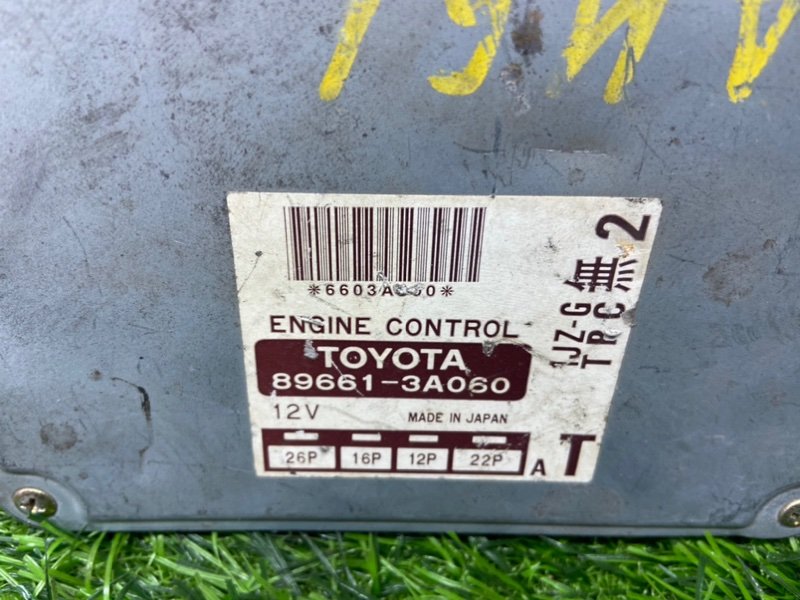 *6603A060*
ENGINE CONTROL
TOYOTA
89661-3A060
12V
MADE IN JAPAN
26P 16P 12P 22P
A T
1JZ-G 無 2
TRC